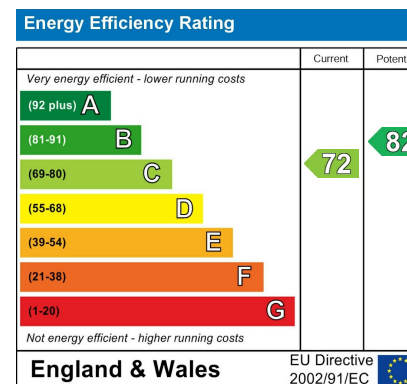 Energy Efficiency Rating
Current Potent
Very energy efficient - lower running costs
(92 plus) A
(81-91) B
82
(69-80) C
72
(55-68) D
(39-54) E
(21-38) F
(1-20) G
Not energy efficient - higher running costs
England & Wales
EU Directive
2002/91/EC